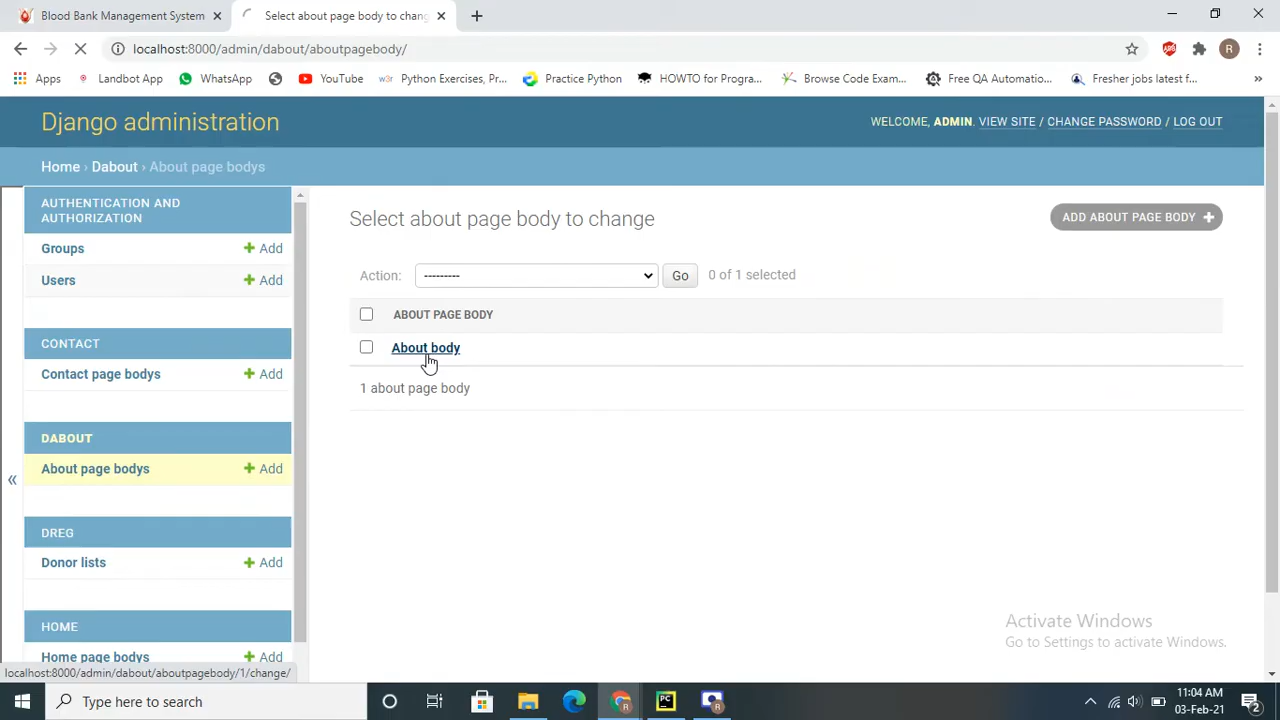 Blood Bank Management System
Select about page body to chang
localhost:8000/admin/dabout/aboutpagebody/
Apps
Landbot App
WhatsApp
YouTube
Python Exercises, Pr...
Practice Python
HOWTO for Progra...
Browse Code Exam...
Free QA Automatio...
Fresher jobs latest f...
»
Django administration
WELCOME, ADMIN. VIEW SITE / CHANGE PASSWORD / LOG OUT
Home › Dabout › About page bodys
AUTHENTICATION AND
AUTHORIZATION
Groups + Add
Users + Add
CONTACT
Contact page bodys + Add
DABOUT
About page bodys + Add
DREG
Donor lists + Add
HOME
Home page bodys + Add
«
Select about page body to change
ADD ABOUT PAGE BODY +
Action: --------- Go 0 of 1 selected
ABOUT PAGE BODY
About body
1 about page body
Activate Windows
Go to Settings to activate Windows.
localhost:8000/admin/dabout/aboutpagebody/1/change/
Type here to search
11:04 AM
03-Feb-21
2